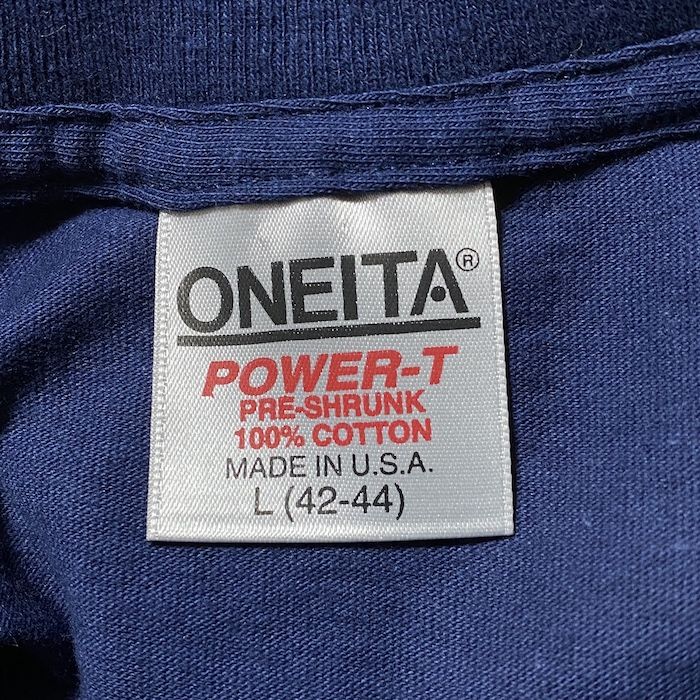 ONEITA®
POWER-T
PRE-SHRUNK
100% COTTON
MADE IN U.S.A.
L (42-44)